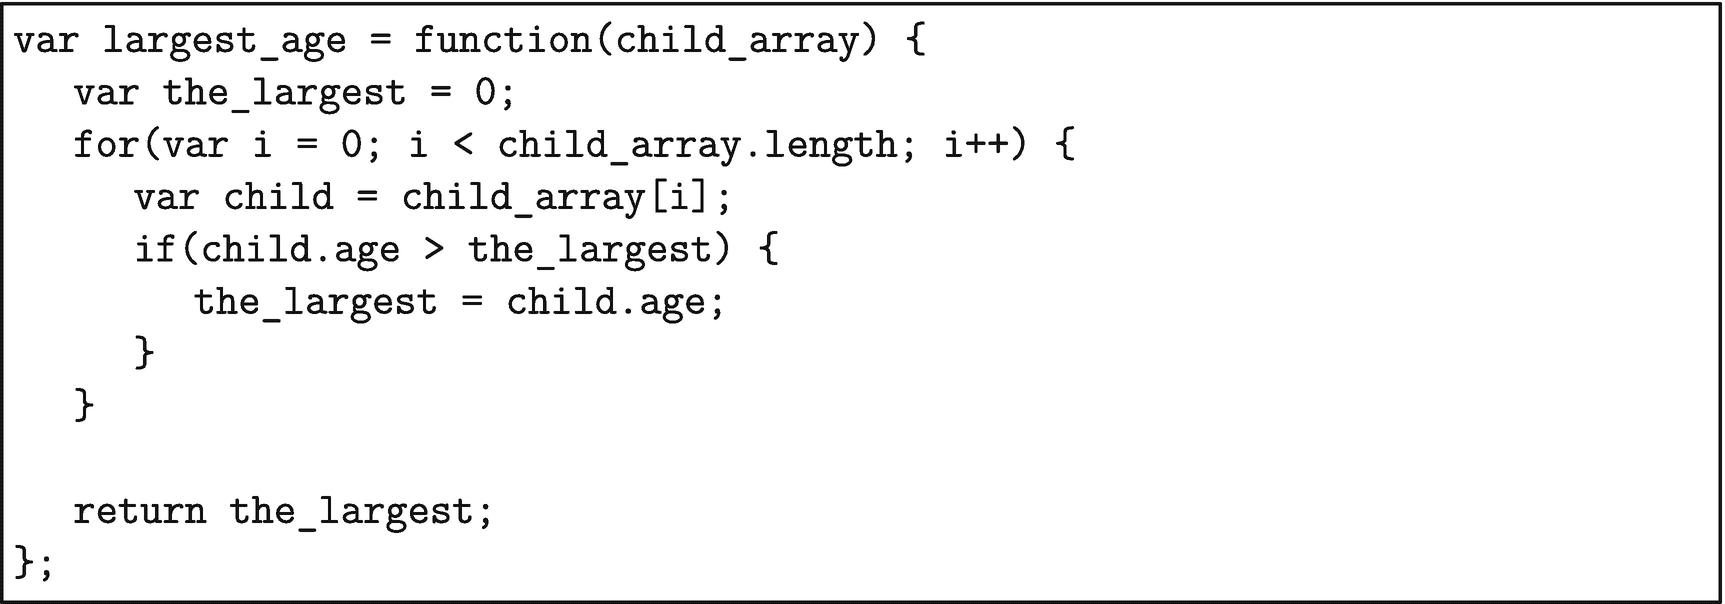 var largest_age = function(child_array) {
   var the_largest = 0;
   for(var i = 0; i < child_array.length; i++) {
      var child = child_array[i];
      if(child.age > the_largest) {
         the_largest = child.age;
      }
   }

   return the_largest;
};